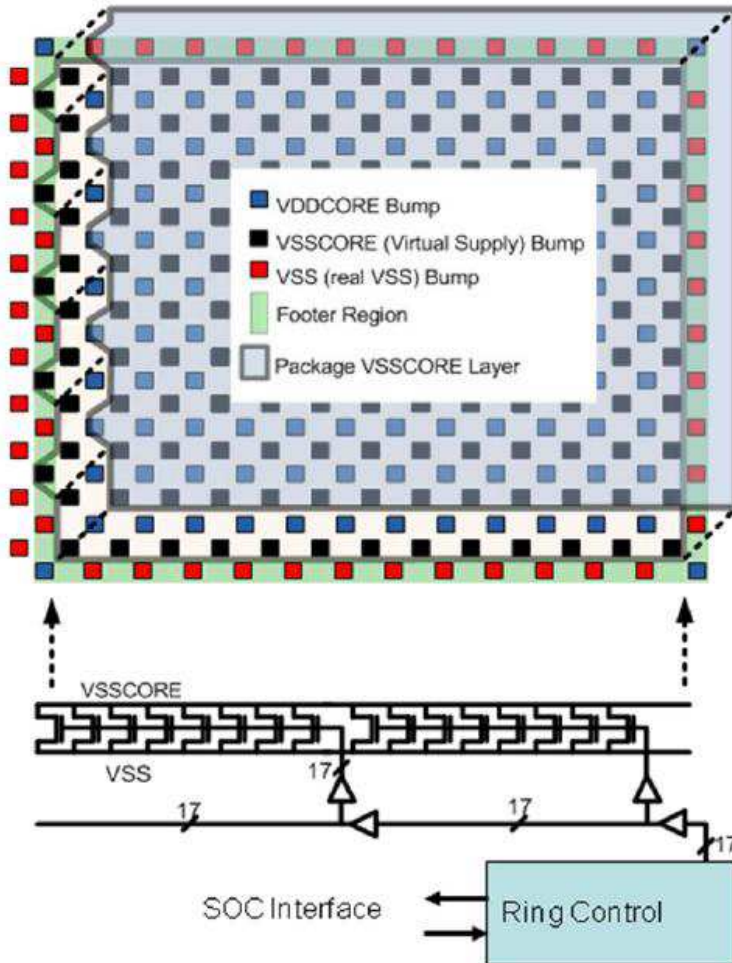 VDDCORE Bump
VSSCORE (Virtual Supply) Bump
VSS (real VSS) Bump
Footer Region
Package VSSCORE Layer
VSSCORE
VSS
17
17
17
17
SOC Interface
Ring Control